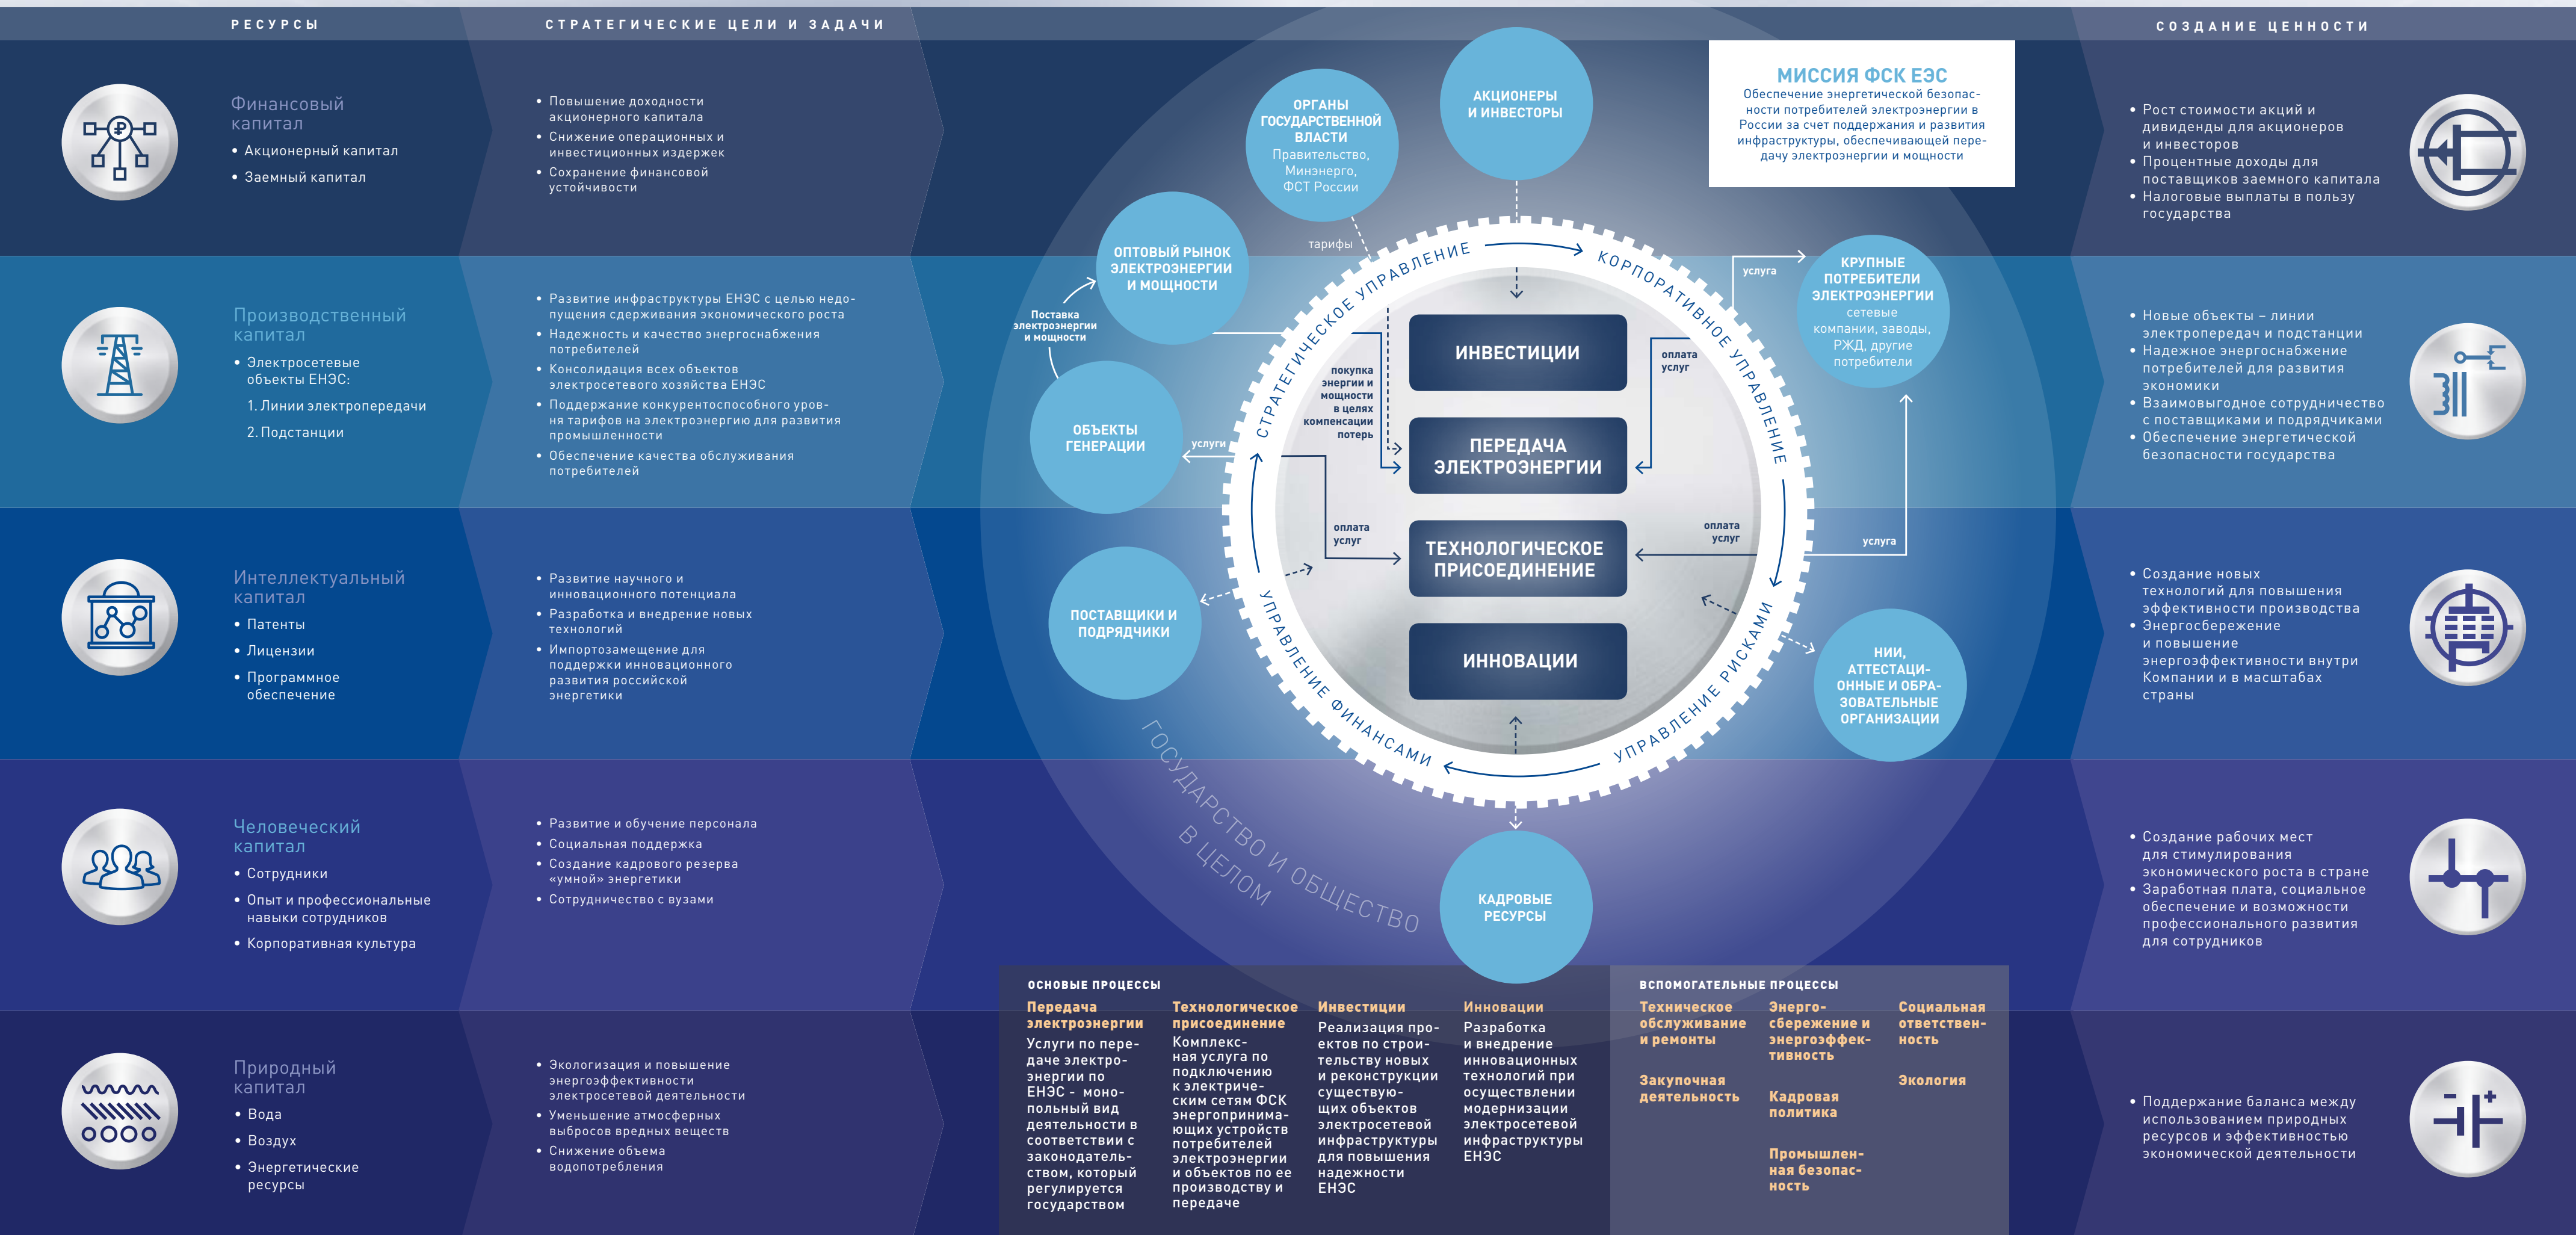 РЕСУРСЫ
СТРАТЕГИЧЕСКИЕ ЦЕЛИ И ЗАДАЧИ
СОЗДАНИЕ ЦЕННОСТИ
Финансовый
капитал
• Акционерный капитал
• Заемный капитал
• Повышение доходности
акционерного капитала
• Снижение операционных и
инвестиционных издержек
• Сохранение финансовой
устойчивости
Производственный
капитал
• Электросетевые
объекты ЕНЭС:
1. Линии электропередачи
2. Подстанции
• Развитие инфраструктуры ЕНЭС с целью недо-
пущения сдерживания экономического роста
• Надежность и качество энергоснабжения
потребителей
• Консолидация всех объектов
электросетевого хозяйства ЕНЭС
• Поддержание конкурентоспособного уров-
ня тарифов на электроэнергию для развития
промышленности
• Обеспечение качества обслуживания
потребителей
Интеллектуальный
капитал
• Патенты
• Лицензии
• Программное
обеспечение
• Развитие научного и
инновационного потенциала
• Разработка и внедрение новых
технологий
• Импортозамещение для
поддержки инновационного
развития российской
энергетики
Человеческий
капитал
• Сотрудники
• Опыт и профессиональные
навыки сотрудников
• Корпоративная культура
• Развитие и обучение персонала
• Социальная поддержка
• Создание кадрового резерва
«умной» энергетики
• Сотрудничество с вузами
Природный
капитал
• Вода
• Воздух
• Энергетические
ресурсы
• Экологизация и повышение
энергоэффективности
электросетевой деятельности
• Уменьшение атмосферных
выбросов вредных веществ
• Снижение объема
водопотребления
АКЦИОНЕРЫ
И ИНВЕСТОРЫ
ОРГАНЫ
ГОСУДАРСТВЕННОЙ
ВЛАСТИ
Правительство,
Минэнерго,
ФСТ России
тарифы
ОПТОВЫЙ РЫНОК
ЭЛЕКТРОЭНЕРГИИ
И МОЩНОСТИ
Поставка
электроэнергии
и мощности
ОБЪЕКТЫ
ГЕНЕРАЦИИ
услуги
ПОСТАВЩИКИ И
ПОДРЯДЧИКИ
МИССИЯ ФСК ЕЭС
Обеспечение энергетической безопас-
ности потребителей электроэнергии в
России за счет поддержания и развития
инфраструктуры, обеспечивающей пере-
дачу электроэнергии и мощности
услуга
КРУПНЫЕ
ПОТРЕБИТЕЛИ
ЭЛЕКТРОЭНЕРГИИ
сетевые
компании, заводы,
РЖД, другие
потребители
услуга
НИИ,
АТТЕСТАЦИ-
ОННЫЕ И ОБРА-
ЗОВАТЕЛЬНЫЕ
ОРГАНИЗАЦИИ
КАДРОВЫЕ
РЕСУРСЫ
СТРАТЕГИЧЕСКОЕ УПРАВЛЕНИЕ
КОРПОРАТИВНОЕ УПРАВЛЕНИЕ
УПРАВЛЕНИЕ РИСКАМИ
УПРАВЛЕНИЕ ФИНАНСАМИ
ИНВЕСТИЦИИ
ПЕРЕДАЧА
ЭЛЕКТРОЭНЕРГИИ
ТЕХНОЛОГИЧЕСКОЕ
ПРИСОЕДИНЕНИЕ
ИННОВАЦИИ
покупка
энергии и
мощности
в целях
компенсации
потерь
оплата
услуг
оплата
услуг
оплата
услуг
ГОСУДАРСТВО И ОБЩЕСТВО
В ЦЕЛОМ
ОСНОВЫЕ ПРОЦЕССЫ
Передача
электроэнергии
Услуги по пере-
даче электро-
энергии по
ЕНЭС - моно-
польный вид
деятельности в
соответствии с
законодатель-
ством, который
регулируется
государством
Технологическое
присоединение
Комплекс-
ная услуга по
подключению
к электриче-
ским сетям ФСК
энергопринима-
ющих устройств
потребителей
электроэнергии
и объектов по ее
производству и
передаче
Инвестиции
Реализация про-
ектов по строи-
тельству новых
и реконструкции
существую-
щих объектов
электросетевой
инфраструктуры
для повышения
надежности
ЕНЭС
Инновации
Разработка
и внедрение
инновационных
технологий при
осуществлении
модернизации
электросетевой
инфраструктуры
ЕНЭС
ВСПОМОГАТЕЛЬНЫЕ ПРОЦЕССЫ
Техническое
обслуживание
и ремонты
Закупочная
деятельность
Энерго-
сбережение и
энергоэффек-
тивность
Кадровая
политика
Промышлен-
ная безопас-
ность
Социальная
ответствен-
ность
Экология
• Рост стоимости акций и
дивиденды для акционеров
и инвесторов
• Процентные доходы для
поставщиков заемного капитала
• Налоговые выплаты в пользу
государства
• Новые объекты – линии
электропередач и подстанции
• Надежное энергоснабжение
потребителей для развития
экономики
• Взаимовыгодное сотрудничество
с поставщиками и подрядчиками
• Обеспечение энергетической
безопасности государства
• Создание новых
технологий для повышения
эффективности производства
• Энергосбережение
и повышение
энергоэффективности внутри
Компании и в масштабах
страны
• Создание рабочих мест
для стимулирования
экономического роста в стране
• Заработная плата, социальное
обеспечение и возможности
профессионального развития
для сотрудников
• Поддержание баланса между
использованием природных
ресурсов и эффективностью
экономической деятельности